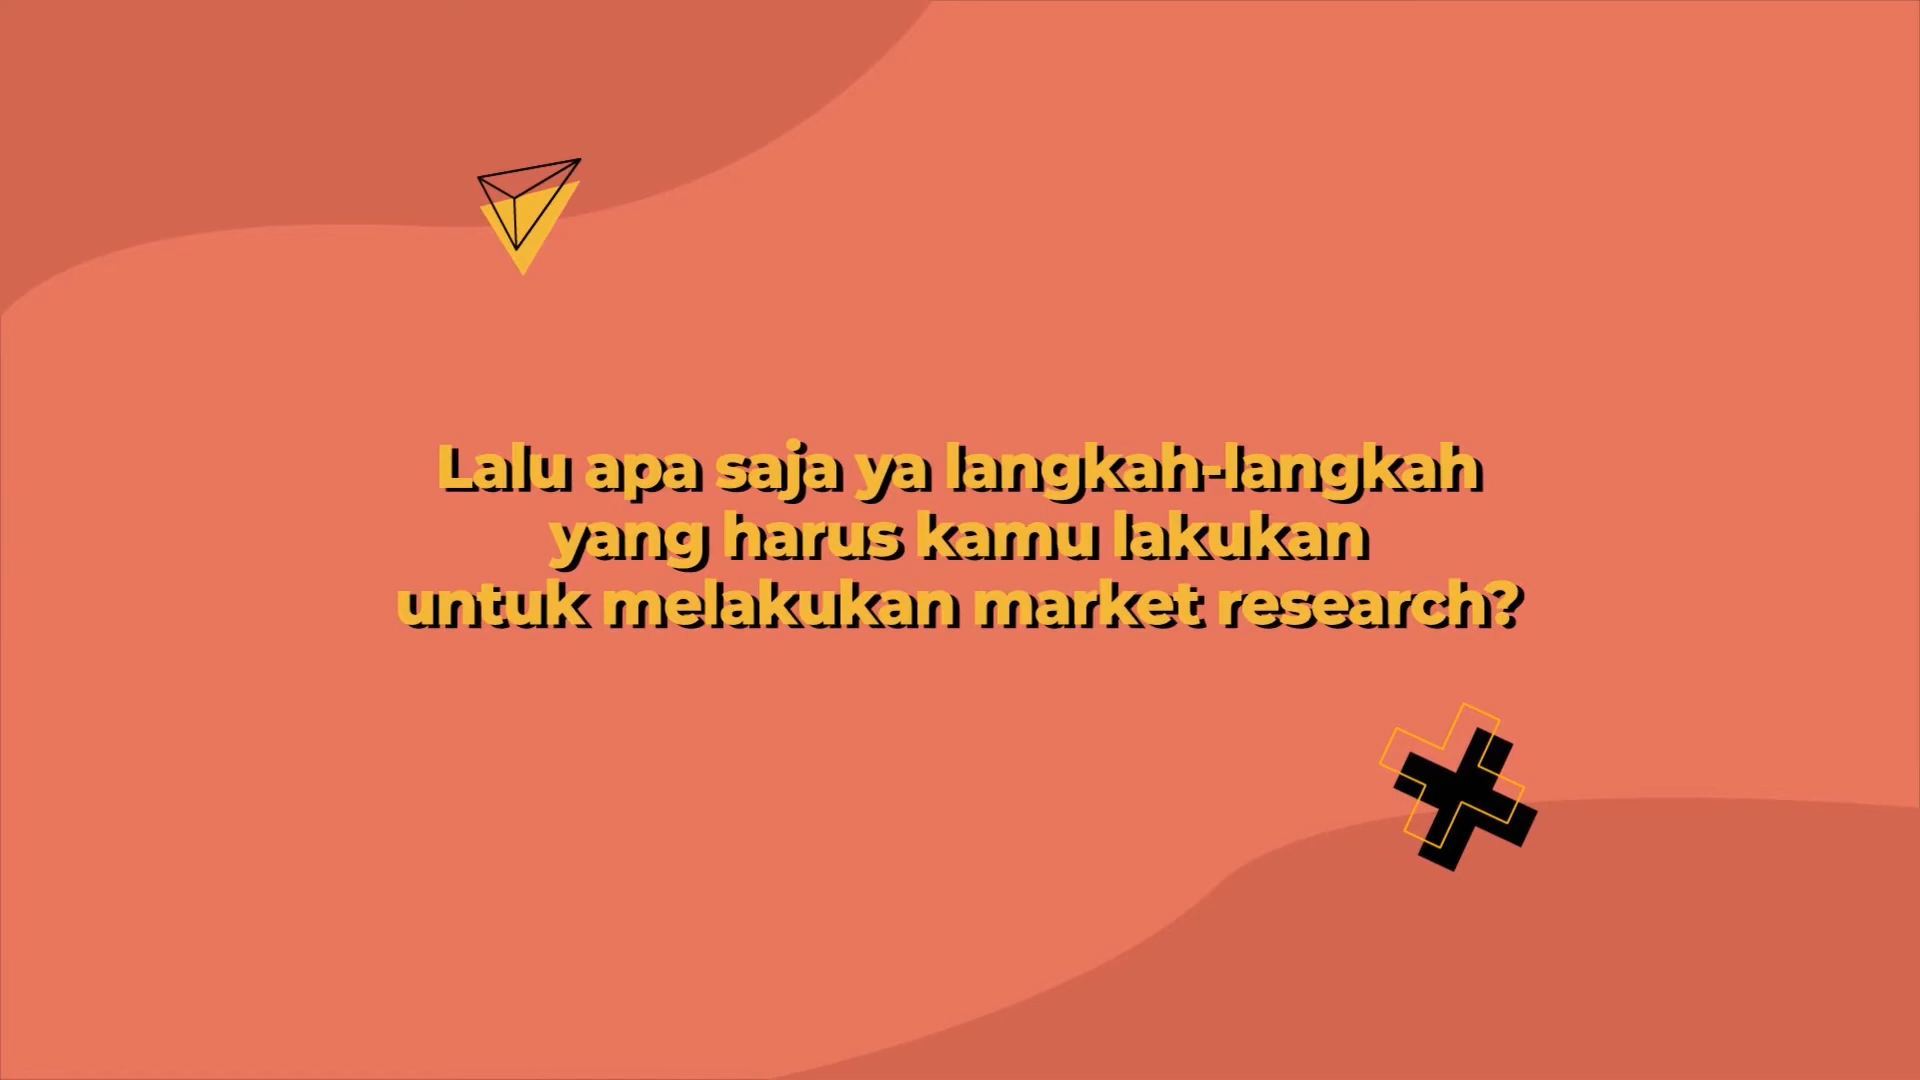 Lalu apa saja ya langkah-langkah
yang harus kamu lakukan
untuk melakukan market research?